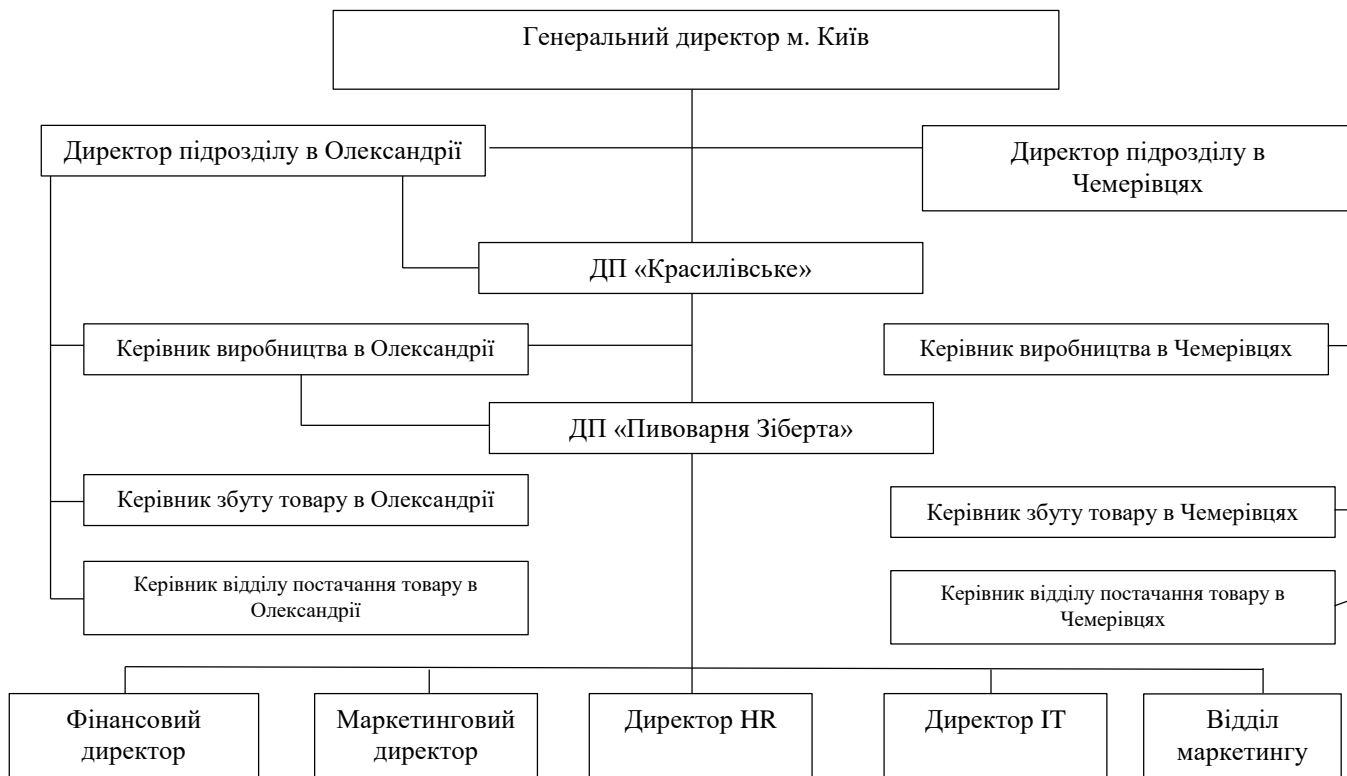 Генеральний директор м. Київ
Директор підрозділу в Олександрії
Директор підрозділу в
Чемерівцях
ДП «Красилівське»
Керівник виробництва в Олександрії
Керівник виробництва в Чемерівцях
ДП «Пивоварня Зіберта»
Керівник збуту товару в Олександрії
Керівник збуту товару в Чемерівцях
Керівник відділу постачання товару в
Олександрії
Керівник відділу постачання товару в
Чемерівцях
Фінансовий
директор
Маркетинговий
директор
Директор HR
Директор ІТ
Відділ
маркетингу